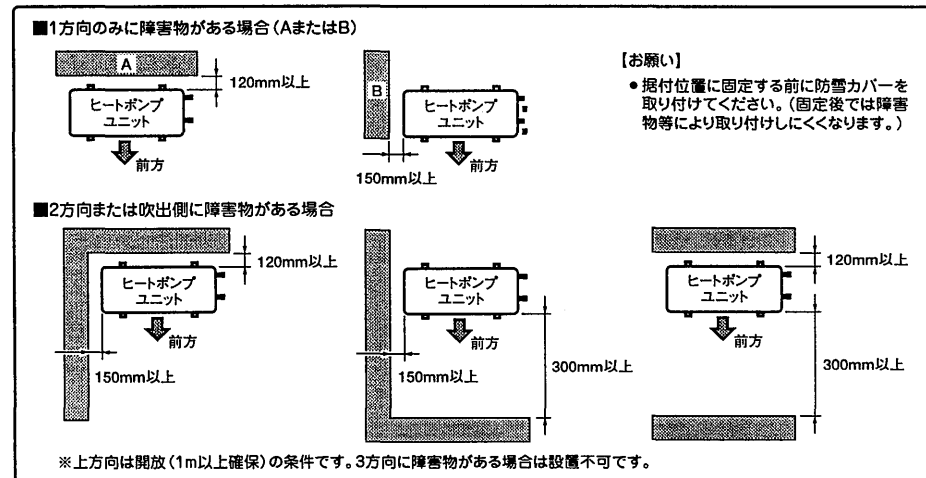 ■1方向のみに障害物がある場合(AまたはB)
A
120mm以上
ヒートポンプ
ユニット
前方
B
ヒートポンプ
ユニット
前方
150mm以上
【お願い】
●据付位置に固定する前に防雪カバーを
取り付けてください。(固定後では障害
物等により取り付けしにくくなります。)
■2方向または吹出側に障害物がある場合
120mm以上
ヒートポンプ
ユニット
前方
150mm以上
ヒートポンプ
ユニット
前方
150mm以上
300mm以上
120mm以上
ヒートポンプ
ユニット
前方
300mm以上
※上方向は開放(1m以上確保)の条件です。3方向に障害物がある場合は設置不可です。